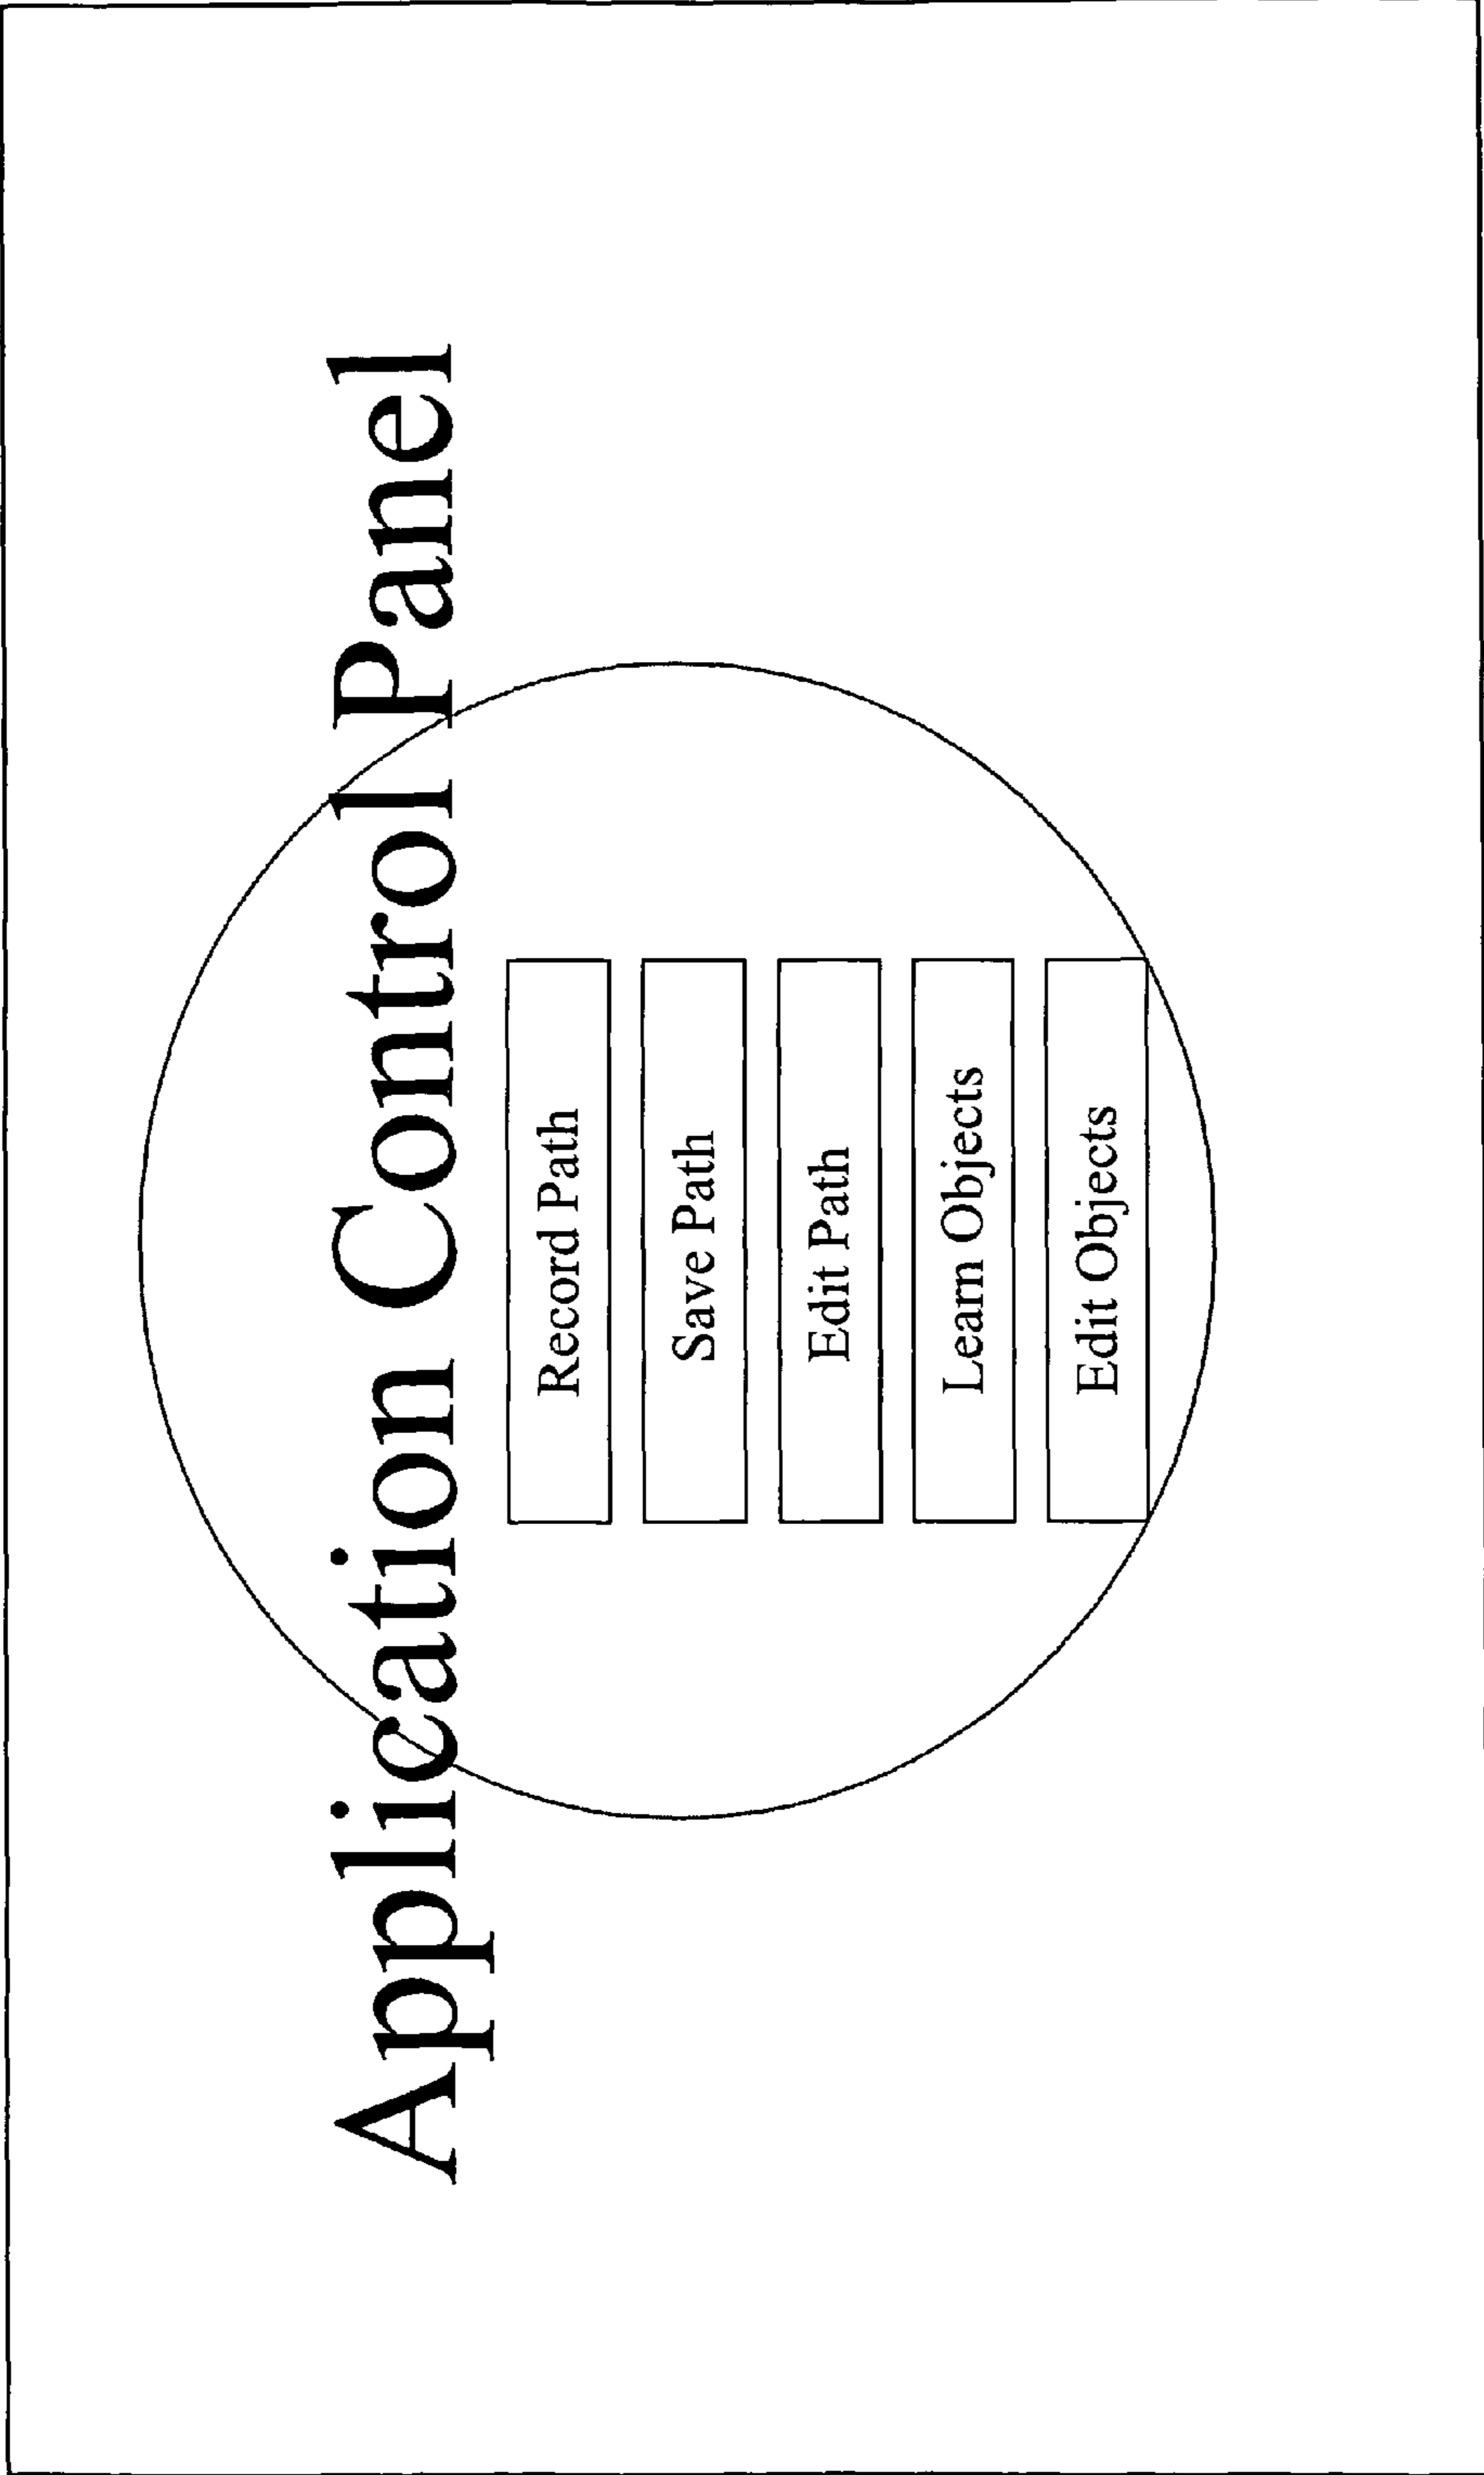 Application Control Panel
Record Path
Save Path
Edit Path
Learn Objects
Edit Objects